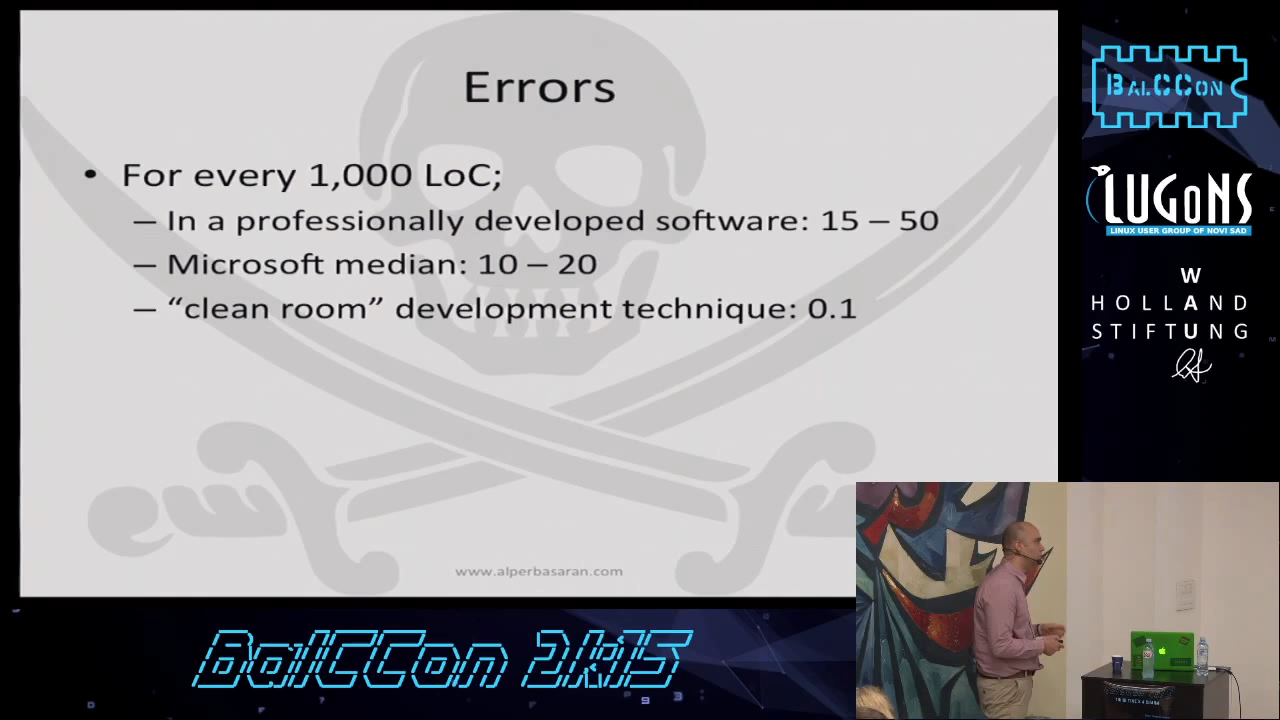 Errors
• For every 1,000 LoC;
– In a professionally developed software: 15 – 50
– Microsoft median: 10 – 20
– “clean room” development technique: 0.1
www.alperbasaran.com
BALCCON
LUGoNS
LINUX USER GROUP OF NOVI SAD
W
HOLLAND
STIFTUNG
BalCCon 2k15